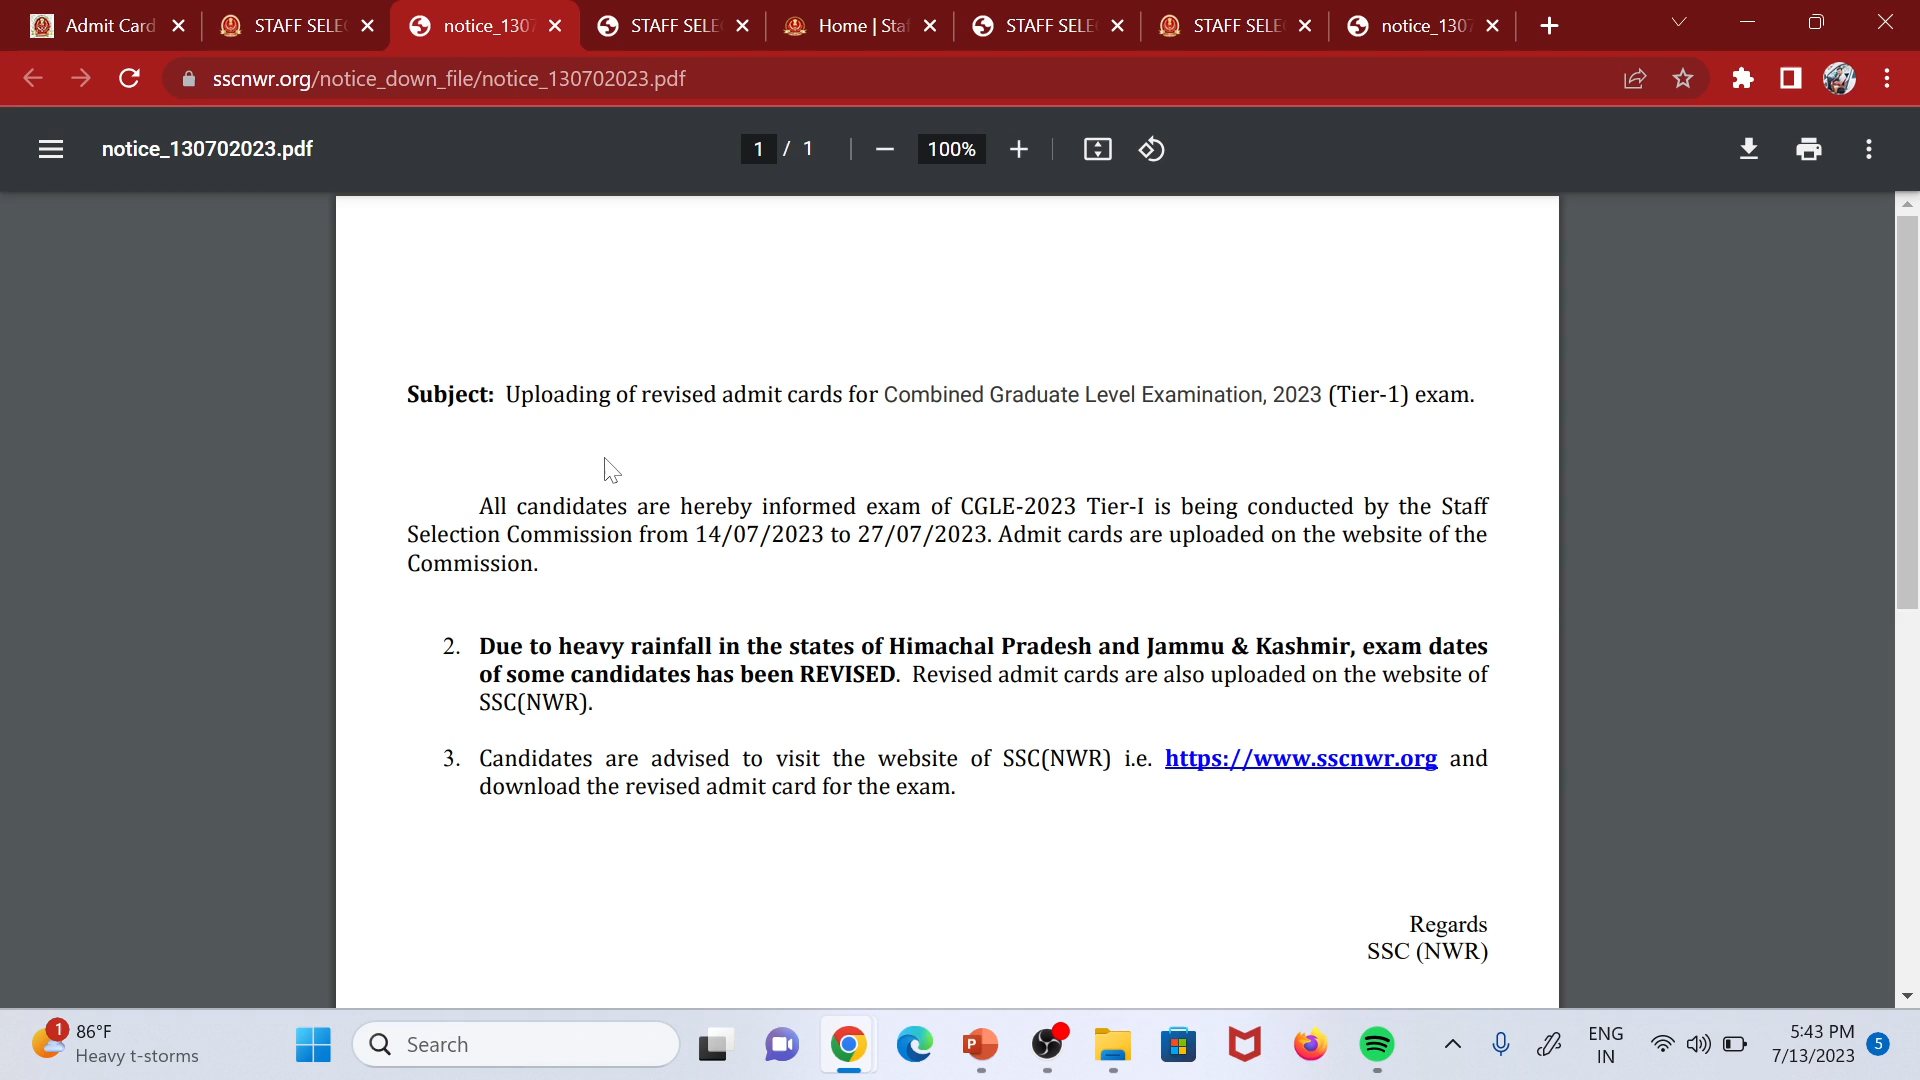 Admit Card STAFF SELE notice_1307 STAFF SELE Home | Sta STAFF SELE STAFF SELE notice_1307
sscnwr.org/notice_down_file/notice_130702023.pdf
notice_130702023.pdf 1 / 1 100%
Subject: Uploading of revised admit cards for Combined Graduate Level Examination, 2023 (Tier-1) exam.
All candidates are hereby informed exam of CGLE-2023 Tier-I is being conducted by the Staff
Selection Commission from 14/07/2023 to 27/07/2023. Admit cards are uploaded on the website of the
Commission.
2. Due to heavy rainfall in the states of Himachal Pradesh and Jammu & Kashmir, exam dates
of some candidates has been REVISED. Revised admit cards are also uploaded on the website of
SSC(NWR).
3. Candidates are advised to visit the website of SSC(NWR) i.e. https://www.sscnwr.org and
download the revised admit card for the exam.
Regards
SSC (NWR)
1 86°F
Heavy t-storms
Search
P
ENG
IN
5:43 PM
7/13/2023
5